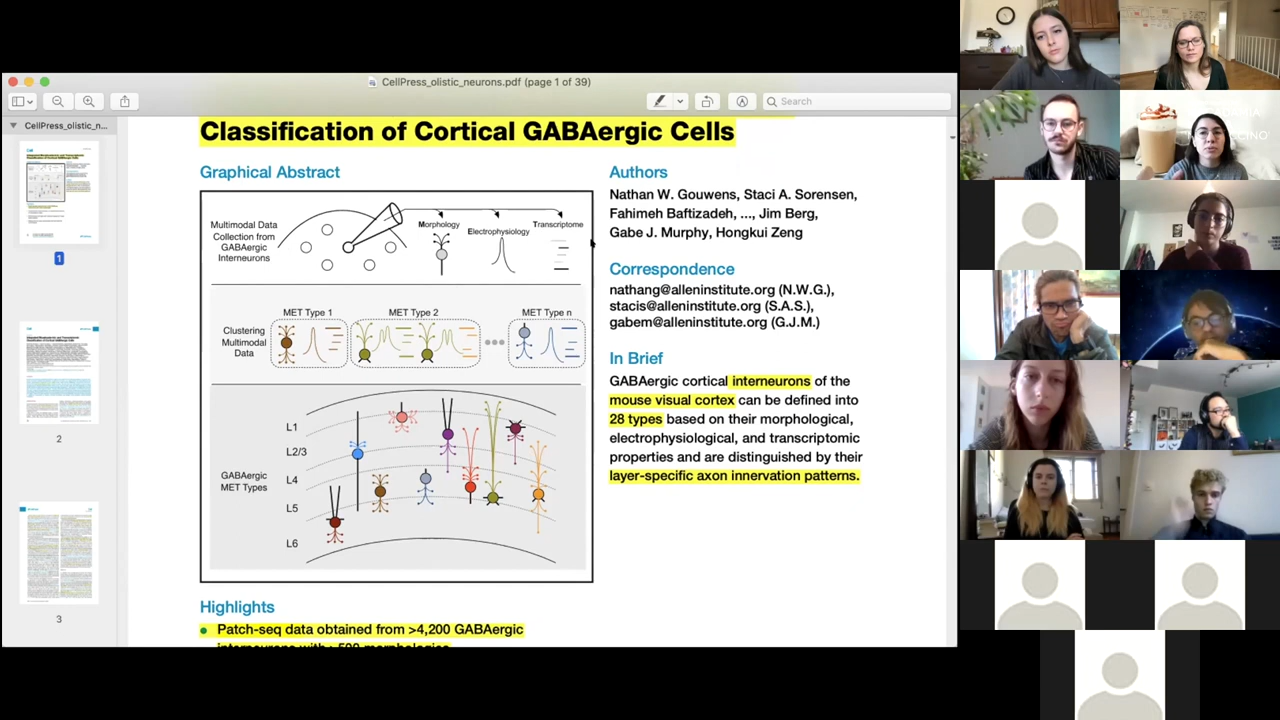 CellPress_olistic_neurons.pdf (page 1 of 39)
Search
CellPress_olistic_n...
1
2
3
Classification of Cortical GABAergic Cells
Graphical Abstract
Multimodal Data
Collection from
GABAergic
Interneurons
Morphology
Electrophysiology
Transcriptome
Clustering
Multimodal
Data
MET Type 1
MET Type 2
MET Type n
GABAergic
MET Types
L1
L2/3
L4
L5
L6
Highlights
Patch-seq data obtained from >4,200 GABAergic
Authors
Nathan W. Gouwens, Staci A. Sorensen,
Fahimeh Baftizadeh, ..., Jim Berg,
Gabe J. Murphy, Hongkui Zeng
Correspondence
nathang@alleninstitute.org (N.W.G.),
stacis@alleninstitute.org (S.A.S.),
gabem@alleninstitute.org (G.J.M.)
In Brief
GABAergic cortical interneurons of the
mouse visual cortex can be defined into
28 types based on their morphological,
electrophysiological, and transcriptomic
properties and are distinguished by their
layer-specific axon innervation patterns.